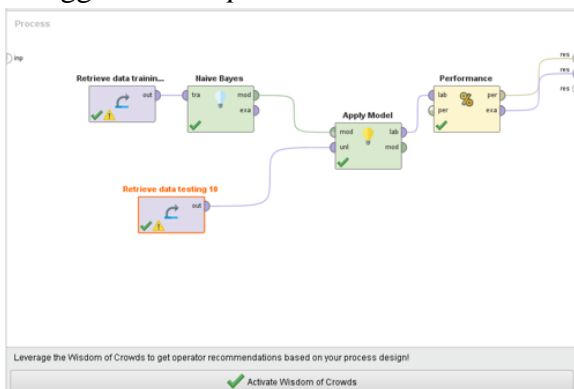 Process
inp
res
res
res
Retrieve data trainin...
out
Naive Bayes
tra
mod
exa
Apply Model
mod
lab
unl
mod
Performance
lab
per
per
exa
Retrieve data testing 10
out
Leverage the Wisdom of Crowds to get operator recommendations based on your process design!
Activate Wisdom of Crowds